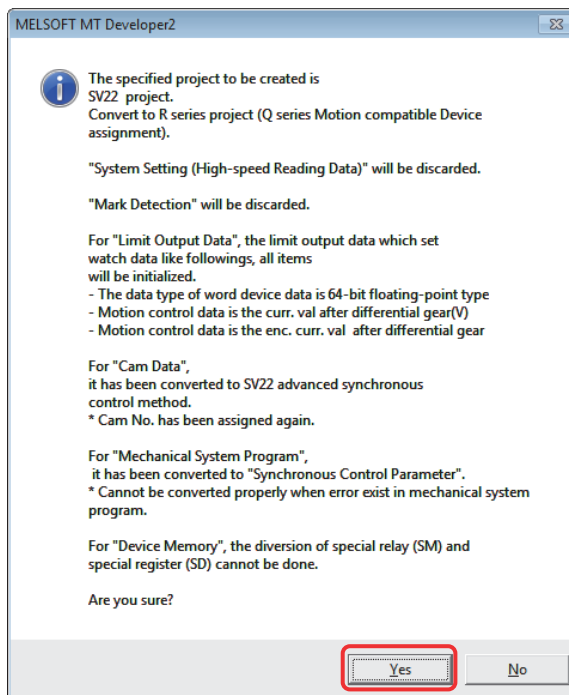 MELSOFT MT Developer2
The specified project to be created is
SV22  project.
Convert to R series project (Q series Motion compatible Device
assignment).
"System Setting (High-speed Reading Data)" will be discarded.
"Mark Detection" will be discarded.
For "Limit Output Data", the limit output data which set
watch data like followings, all items
will be initialized.
- The data type of word device data is 64-bit floating-point type
- Motion control data is the curr. val after differential gear(V)
- Motion control data is the enc. curr. val  after differential gear
For "Cam Data",
it has been converted to SV22 advanced synchronous
control method.
* Cam No. has been assigned again.
For "Mechanical System Program",
it has been converted to "Synchronous Control Parameter".
* Cannot be converted properly when error exist in mechanical system
program.
For "Device Memory", the diversion of special relay (SM) and
special register (SD) cannot be done.
Are you sure?
Yes
No